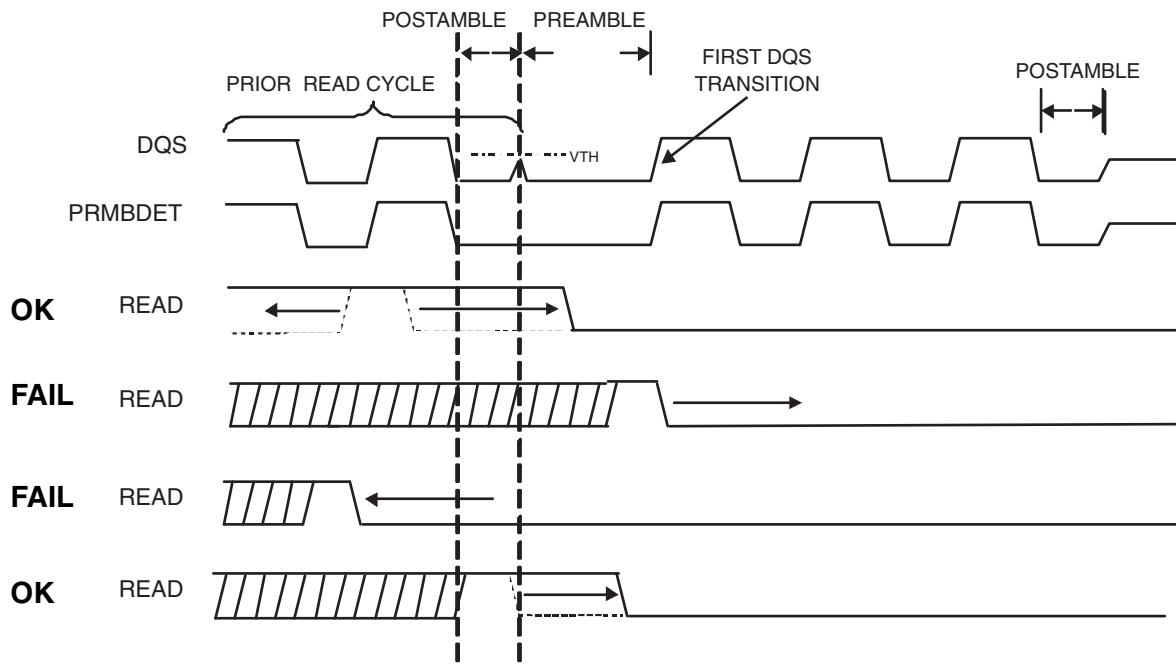 POSTAMBLE PREAMBLE
FIRST DQS
TRANSITION
POSTAMBLE
PRIOR READ CYCLE
DQS
VTH
PRMBDET
OK READ
FAIL READ
FAIL READ
OK READ